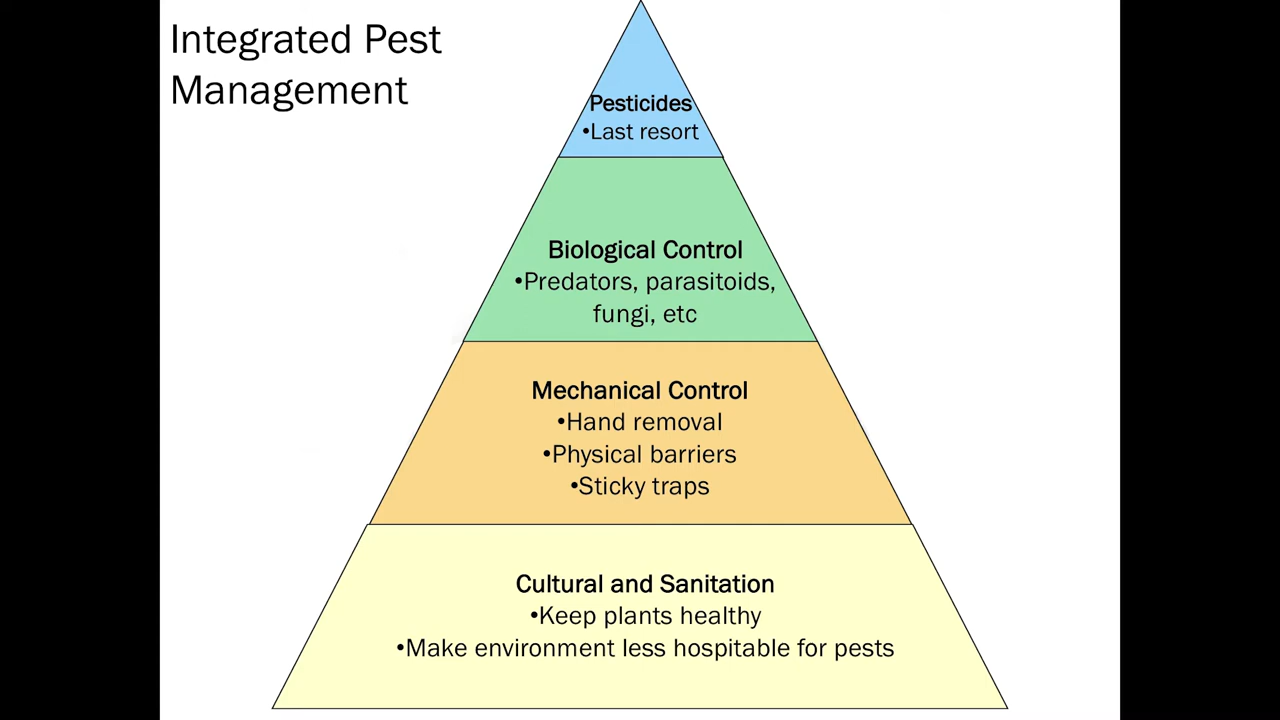 Integrated Pest
Management
Pesticides
•Last resort
Biological Control
•Predators, parasitoids,
fungi, etc
Mechanical Control
•Hand removal
•Physical barriers
•Sticky traps
Cultural and Sanitation
•Keep plants healthy
•Make environment less hospitable for pests